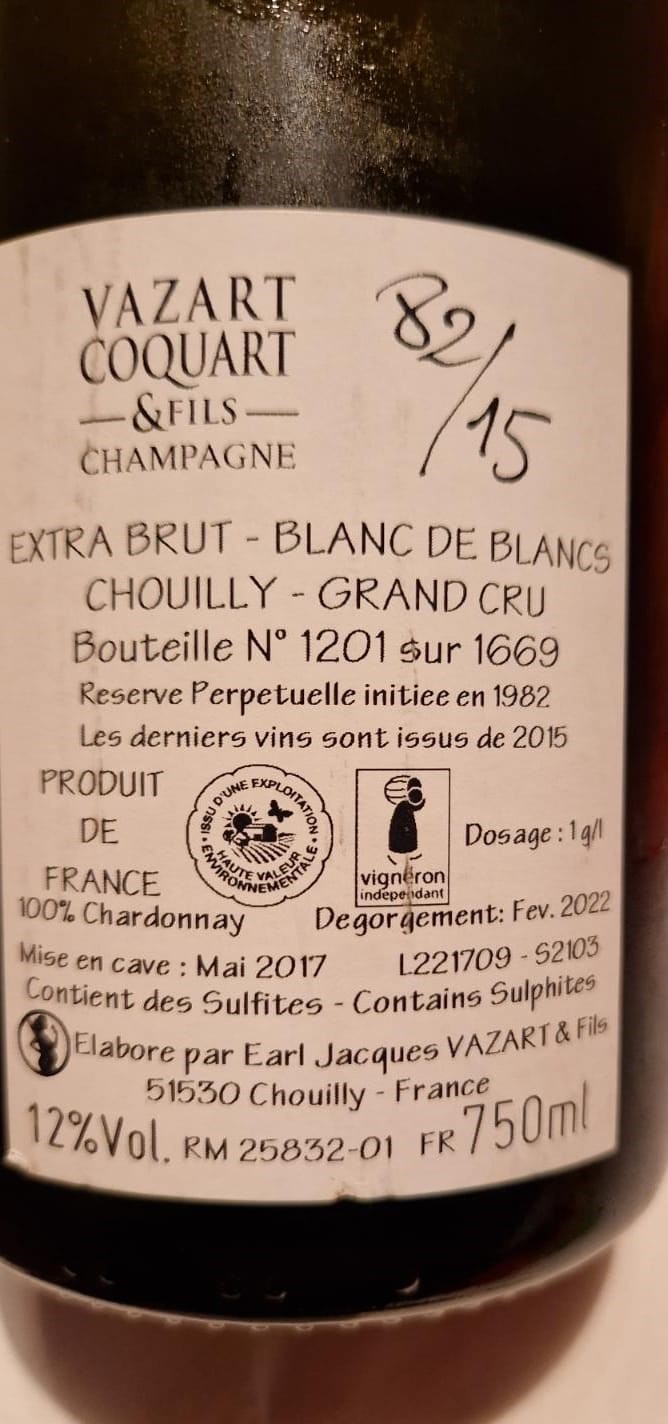 VAZART
COQUART
&FILS
CHAMPAGNE
82/15
EXTRA BRUT - BLANC DE BLANCS
CHOUILLY - GRAND CRU
Bouteille N° 1201 sur 1669
Reserve Perpetuelle initiee en 1982
Les derniers vins sont issus de 2015
PRODUIT
DE
FRANCE
ISSU D'UNE EXPLOITATION
HAUTE VALEUR
ENVIRONNEMENTALE
vigneron
indépendant
Dosage : 1 g/l
100% Chardonnay
Degorgement: Fev. 2022
Mise en cave : Mai 2017
L221709 - S2103
Contient des Sulfites - Contains Sulphites
Elabore par Earl Jacques VAZART & Fils
51530 Chouilly - France
12%Vol. RM 25832-01 FR 750ml